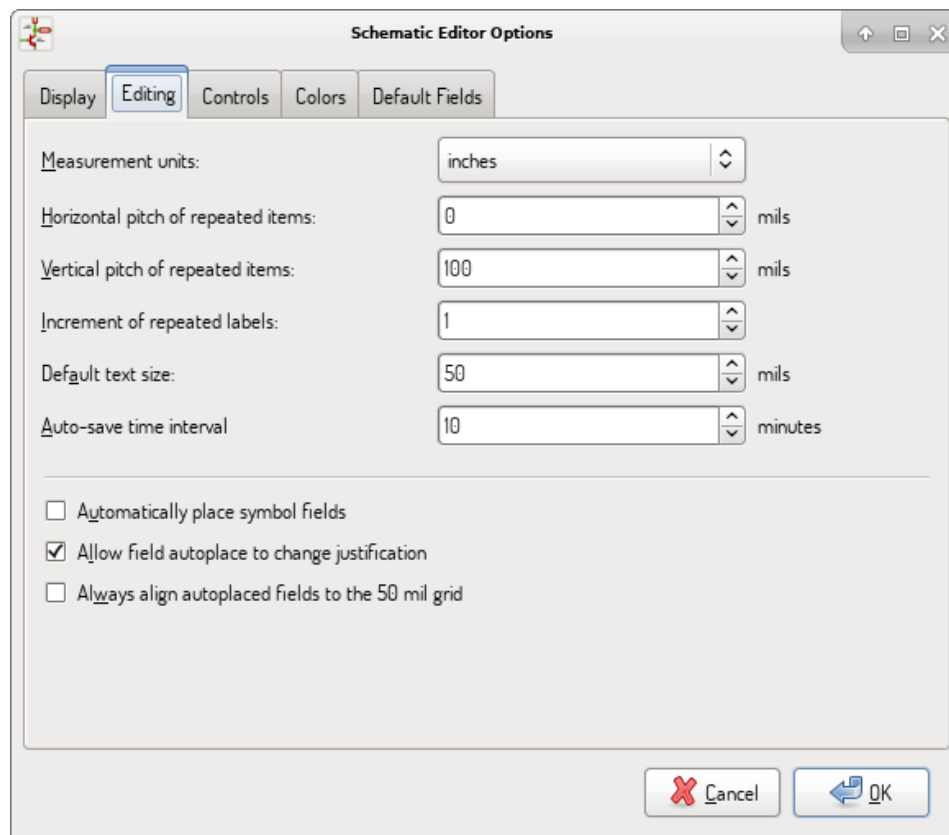 Schematic Editor Options
Display Editing Controls Colors Default Fields
Measurement units: inches
Horizontal pitch of repeated items: 0 mils
Vertical pitch of repeated items: 100 mils
Increment of repeated labels: 1
Default text size: 50 mils
Auto-save time interval 10 minutes
Automatically place symbol fields
Allow field autoplace to change justification
Always align autoplaced fields to the 50 mil grid
Cancel OK